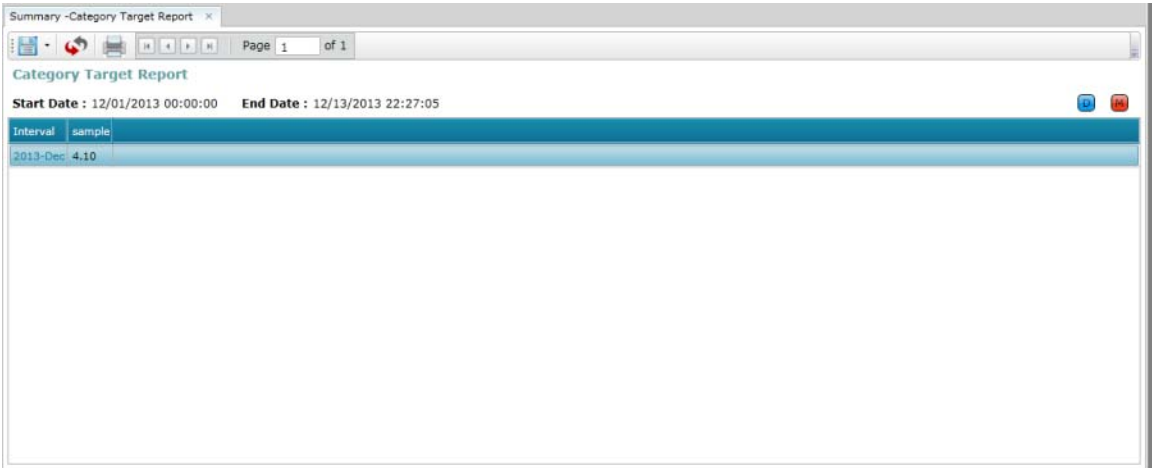 Summary -Category Target Report ×
Page 1 of 1
Category Target Report
Start Date : 12/01/2013 00:00:00 End Date : 12/13/2013 22:27:05 D M
Interval sample
2013-Dec 4.10